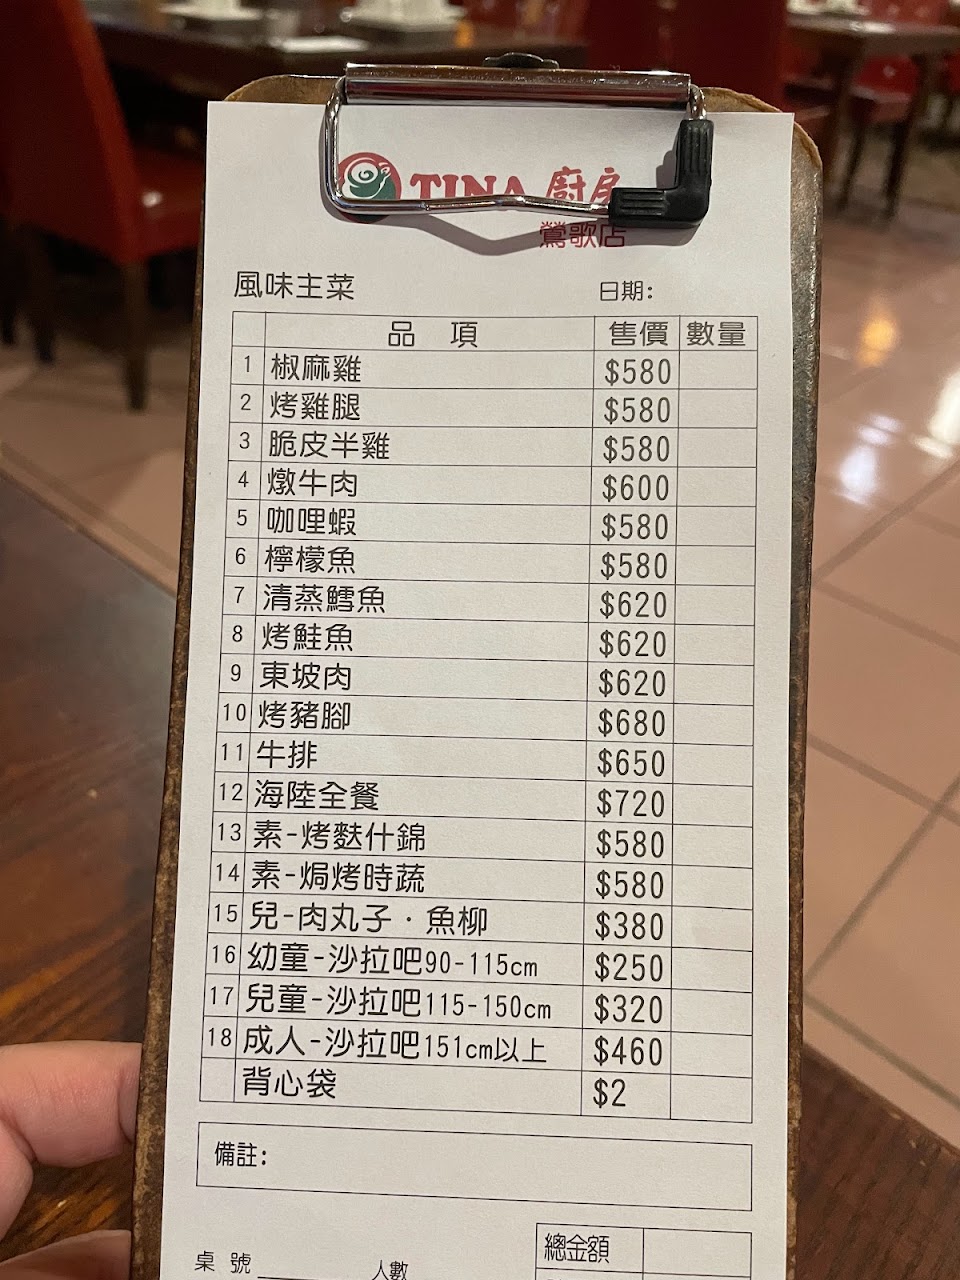 TINA 廚房
鶯歌店
風味主菜 日期:
品 項 售價 數量
1 椒麻雞 $580
2 烤雞腿 $580
3 脆皮半雞 $580
4 燉牛肉 $600
5 咖哩蝦 $580
6 檸檬魚 $580
7 清蒸鱈魚 $620
8 烤鮭魚 $620
9 東坡肉 $620
10 烤豬腳 $680
11 牛排 $650
12 海陸全餐 $720
13 素-烤麩什錦 $580
14 素-焗烤時蔬 $580
15 兒-肉丸子·魚柳 $380
16 幼童-沙拉吧90-115cm $250
17 兒童-沙拉吧115-150cm $320
18 成人-沙拉吧151cm以上 $460
背心袋 $2
備註:
總金額
桌 號 人數